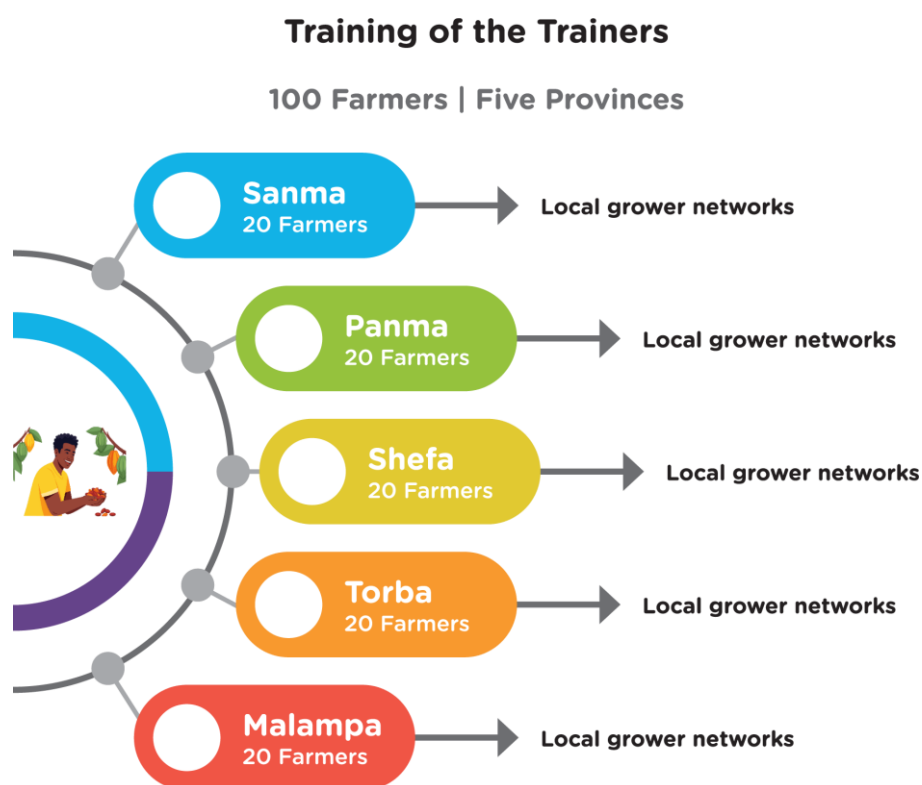 Training of the Trainers
100 Farmers | Five Provinces
Sanma
20 Farmers
Local grower networks
Panma
20 Farmers
Local grower networks
Shefa
20 Farmers
Local grower networks
Torba
20 Farmers
Local grower networks
Malampa
20 Farmers
Local grower networks